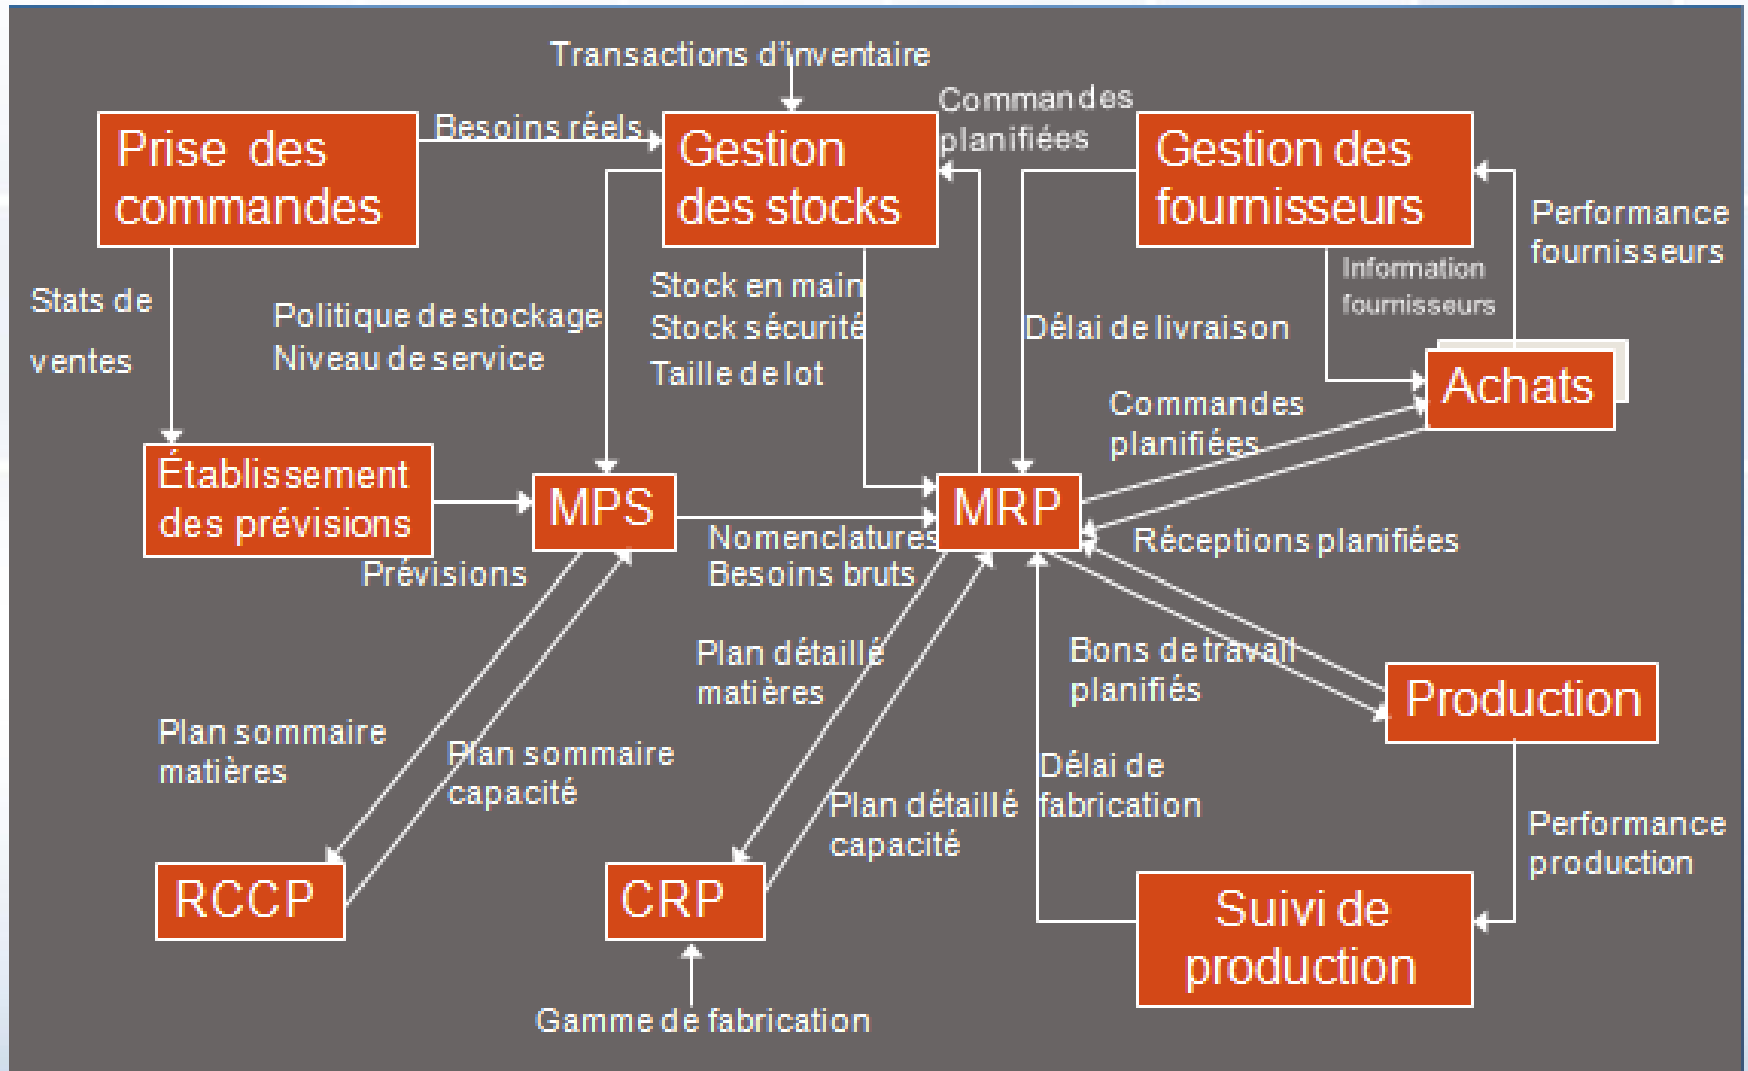 Transactions d'inventaire
Commandes
planifiées
Besoins réels
Prise des
commandes
Gestion
des stocks
Gestion des
fournisseurs
Performance
fournisseurs
Information
fournisseurs
Stats de
ventes
Politique de stockage
Niveau de service
Stock en main
Stock sécurité
Taille de lot
Délai de livraison
Achats
Commandes
planifiées
Établissement
des prévisions
MPS
MRP
Nomenclatures
Besoins bruts
Réceptions planifiées
Prévisions
Plan détaillé
matières
Bons de travail
planifiés
Production
Plan sommaire
matières
Plan sommaire
capacité
Délai de
fabrication
Plan détaillé
capacité
Performance
production
RCCP
CRP
Suivi de
production
Gamme de fabrication